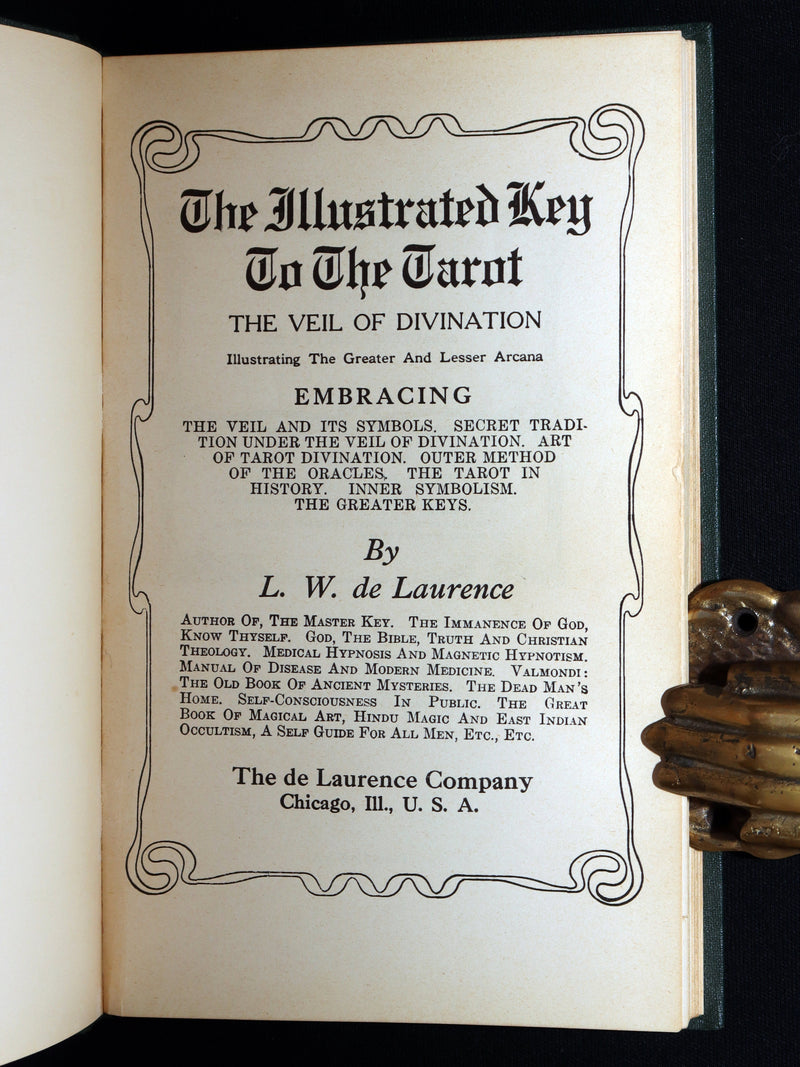 The Illustrated Key
To The Tarot
THE VEIL OF DIVINATION
Illustrating The Greater And Lesser Arcana
EMBRACING
THE VEIL AND ITS SYMBOLS. SECRET TRADI-
TION UNDER THE VEIL OF DIVINATION. ART
OF TAROT DIVINATION. OUTER METHOD
OF THE ORACLES. THE TAROT IN
HISTORY. INNER SYMBOLISM.
THE GREATER KEYS.
By
L. W. de Laurence
AUTHOR OF, THE MASTER KEY. THE IMMANENCE OF GOD,
KNOW THYSELF. GOD, THE BIBLE, TRUTH AND CHRISTIAN
THEOLOGY. MEDICAL HYPNOSIS AND MAGNETIC HYPNOTISM.
MANUAL OF DISEASE AND MODERN MEDICINE. VALMONDI:
THE OLD BOOK OF ANCIENT MYSTERIES. THE DEAD MAN'S
HOME. SELF-CONSCIOUSNESS IN PUBLIC. THE GREAT
BOOK OF MAGICAL ART, HINDU MAGIC AND EAST INDIAN
OCCULTISM, A SELF GUIDE FOR ALL MEN, ETC., ETC.
The de Laurence Company
Chicago, Ill., U. S. A.